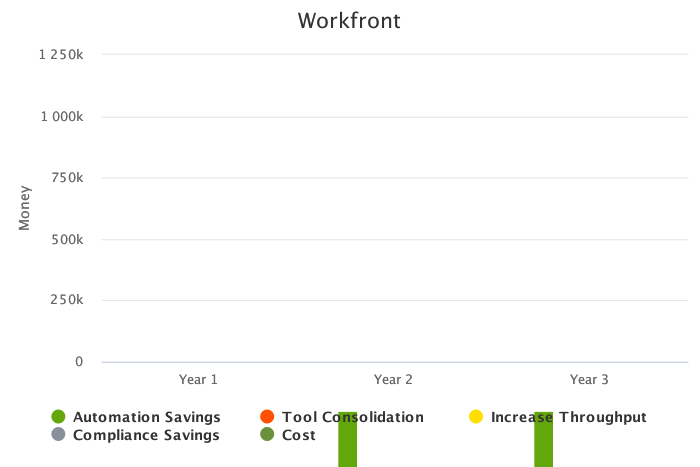 Workfront
1 250k
1 000k
750k
500k
250k
0
Money
Year 1 Year 2 Year 3
Automation Savings Tool Consolidation Increase Throughput
Compliance Savings Cost